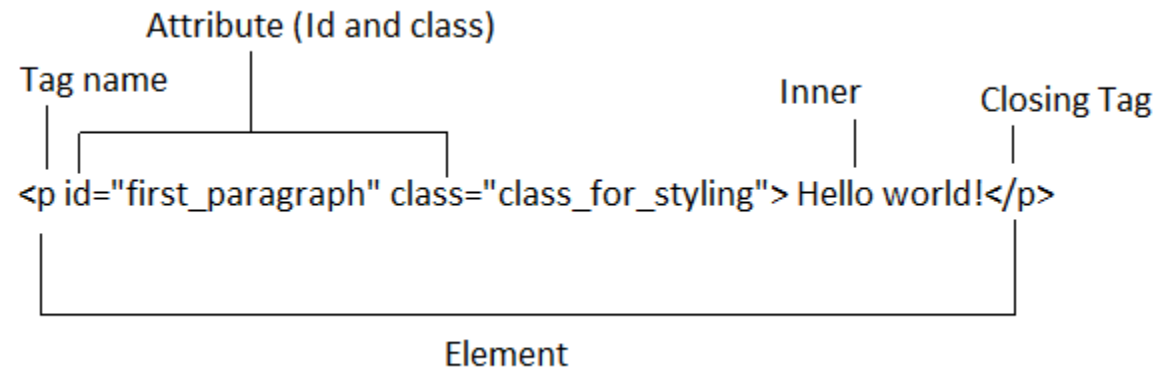 Attribute (Id and class)
Tag name
Inner
Closing Tag
<p id="first_paragraph" class="class_for_styling"> Hello world!</p>
Element